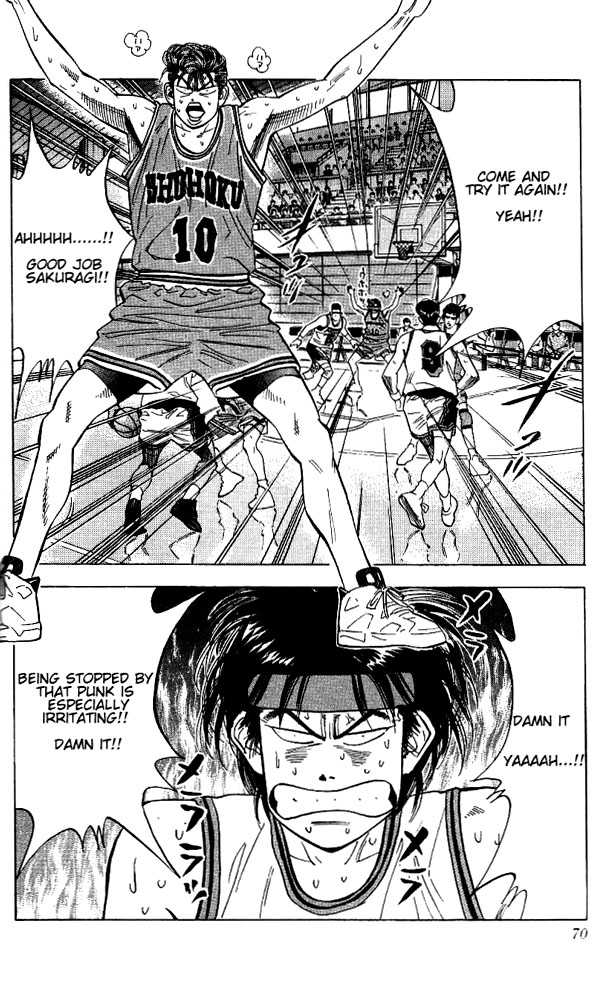 COME AND
TRY IT AGAIN!!
YEAH!!
AHHHHH......!!
GOOD JOB
SAKURAGI!!
SHOHOKU
10
8
BEING STOPPED BY
THAT PUNK IS
ESPECIALLY
IRRITATING!!
DAMN IT!!
DAMN IT
YAAAAH...!!
70